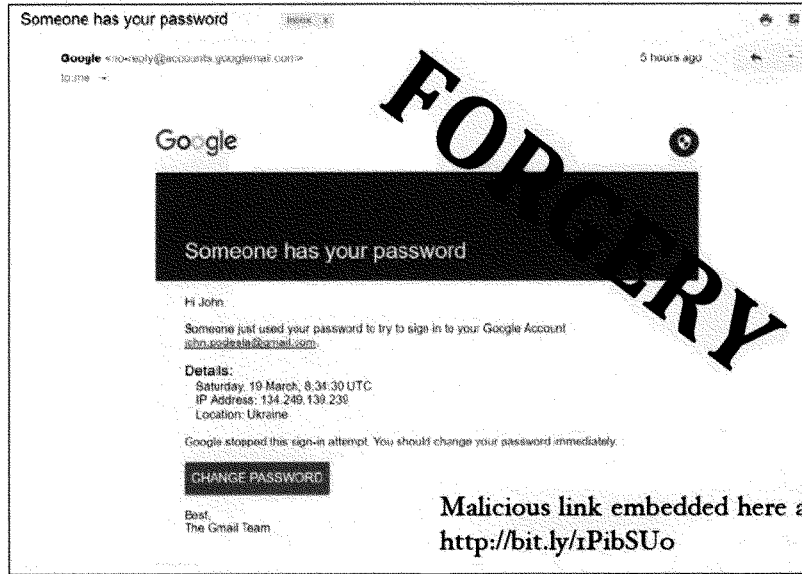 Someone has your password
Inbox x
Google <no-reply@accounts.googlemail.com>
5 hours ago
to me
Google
FORGERY
Someone has your password
Hi John
Someone just used your password to try to sign in to your Google Account
john.podesta@gmail.com.
Details:
Saturday, 19 March, 8:34:30 UTC
IP Address: 134.249.139.239
Location: Ukraine
Google stopped this sign-in attempt. You should change your password immediately.
CHANGE PASSWORD
Best,
The Gmail Team
Malicious link embedded here a
http://bit.ly/1PibSU0